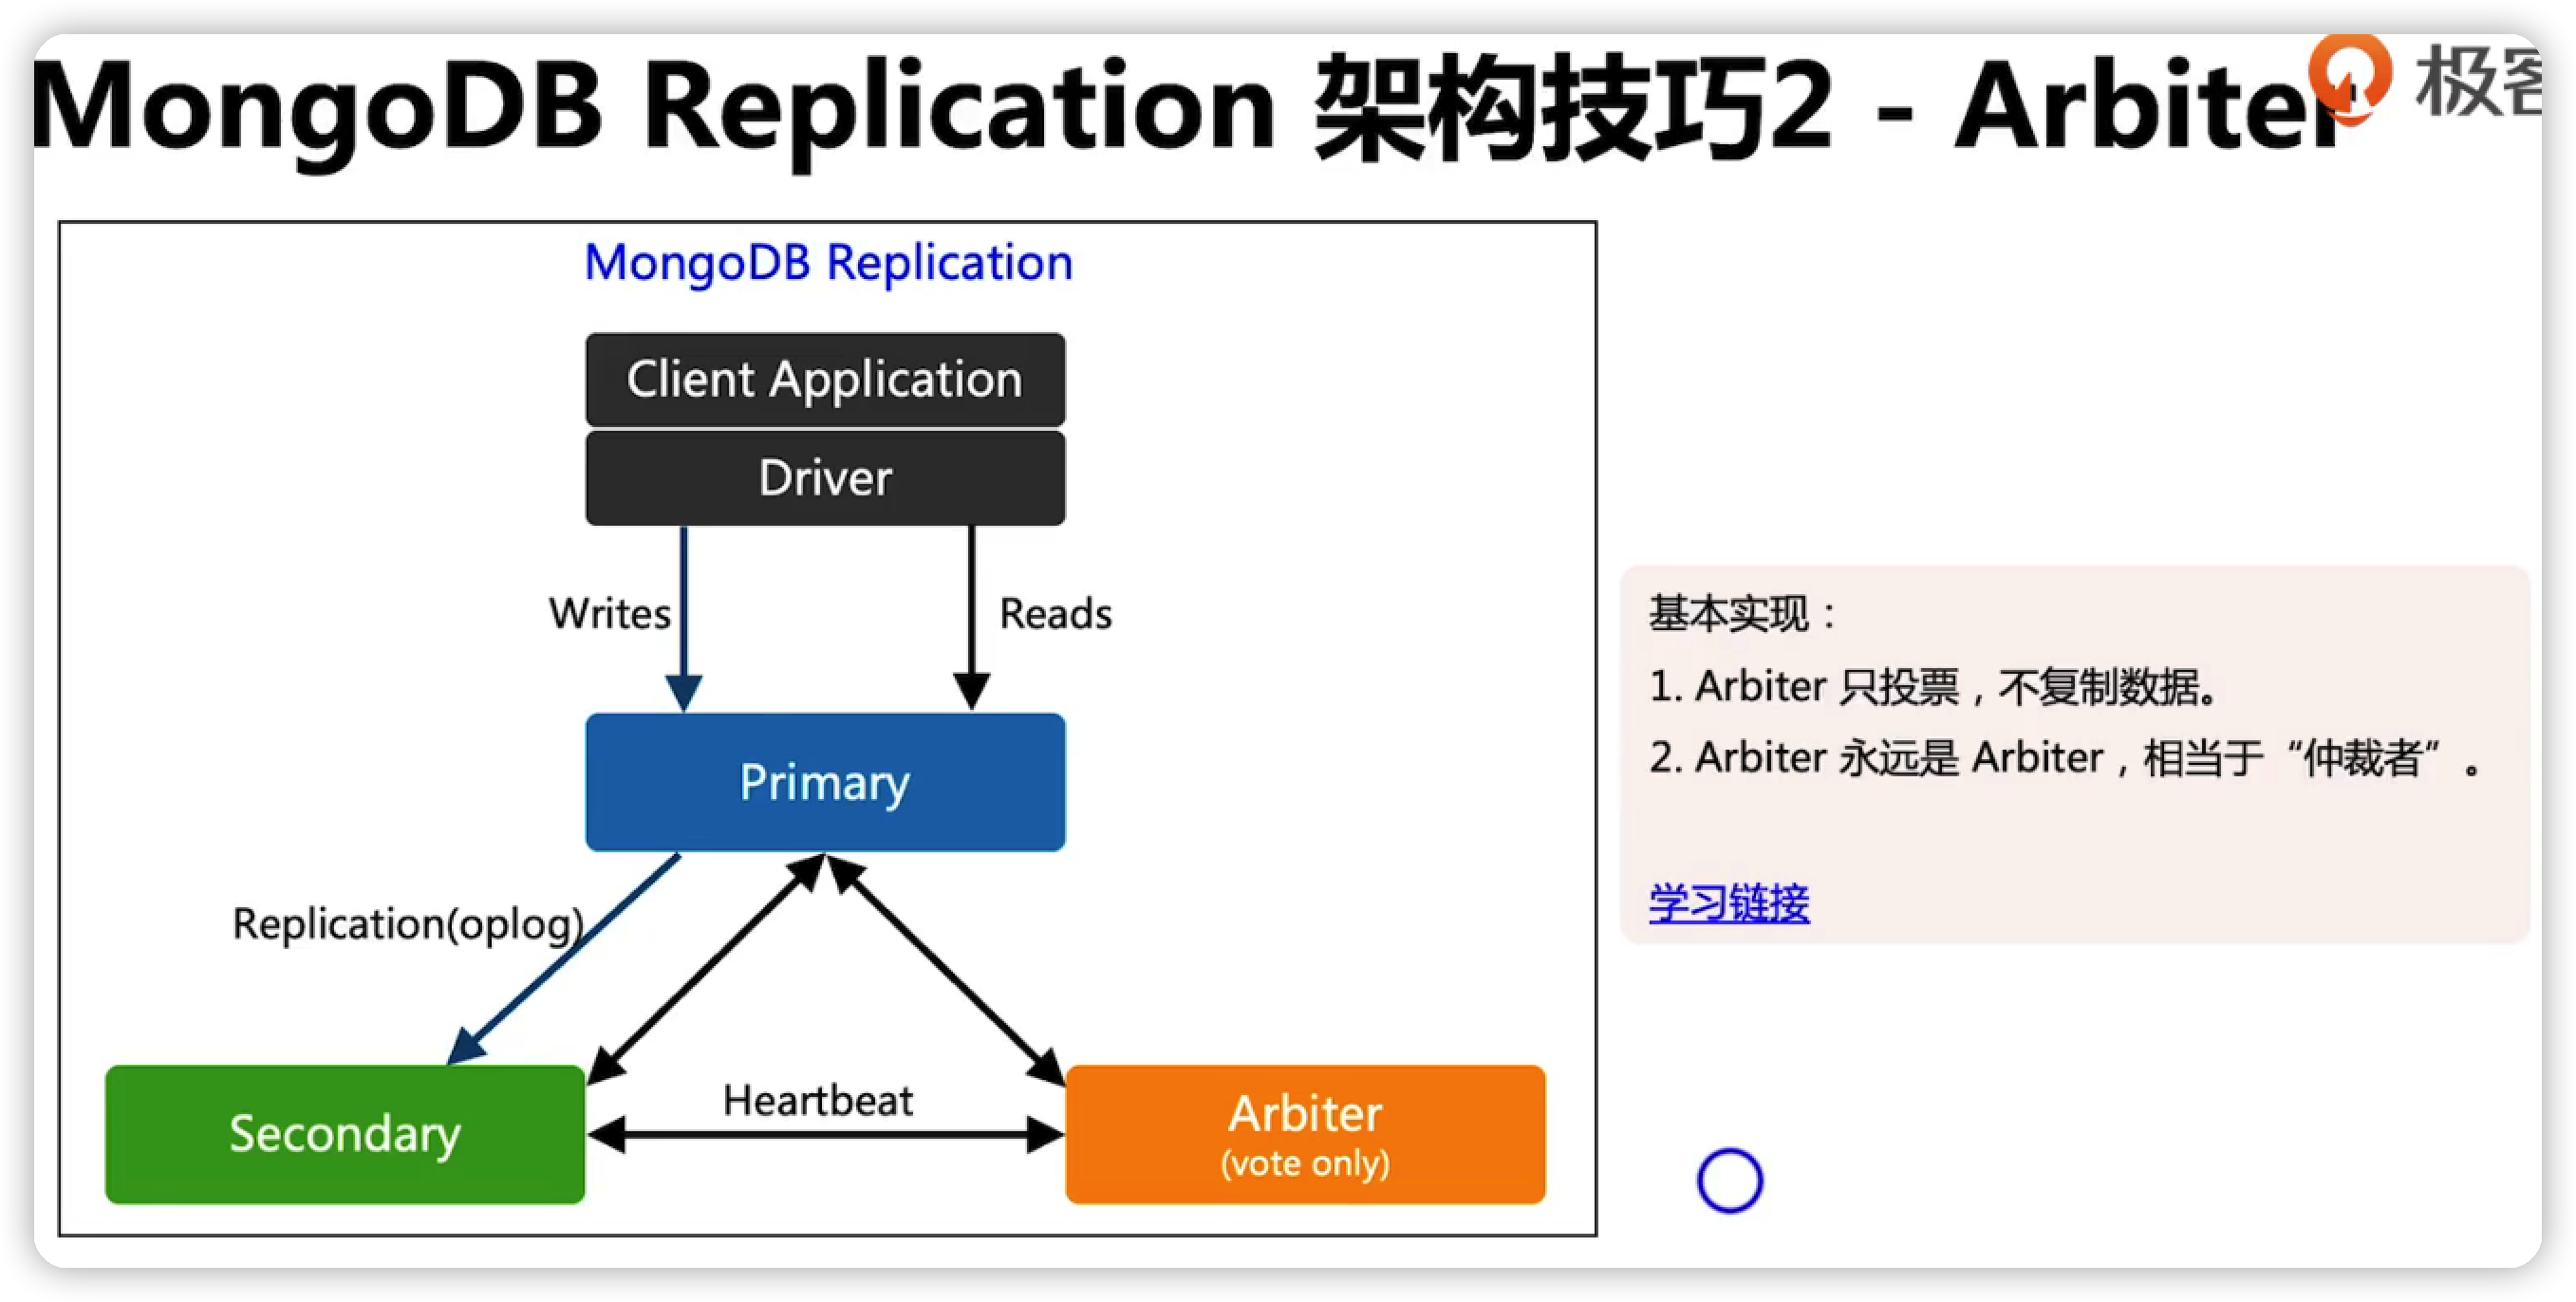 MongoDB Replication 架构技巧2 - Arbiter
极客
MongoDB Replication
Client Application
Driver
Writes
Reads
Primary
Replication(oplog)
Secondary
Heartbeat
Arbiter
(vote only)
基本实现：
1. Arbiter 只投票，不复制数据。
2. Arbiter 永远是 Arbiter，相当于“仲裁者”。
学习链接